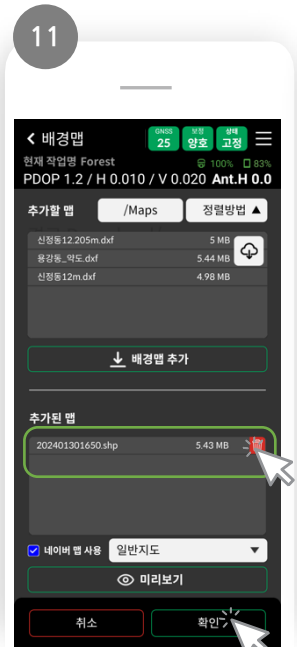 11
배경맵
GNSS 25 보정 양호 상태 고정
현재 작업명 Forest 100% 83%
PDOP 1.2 / H 0.010 / V 0.020 Ant.H 0.0
추가할 맵 /Maps 정렬방법 ▲
신정동12.205m.dxf 5 MB
용강동_약도.dxf 5.44 MB
신정동12m.dxf 4.98 MB
배경맵 추가
추가된 맵
202401301650.shp 5.43 MB
네이버 맵 사용 일반지도 ▼
미리보기
취소 확인